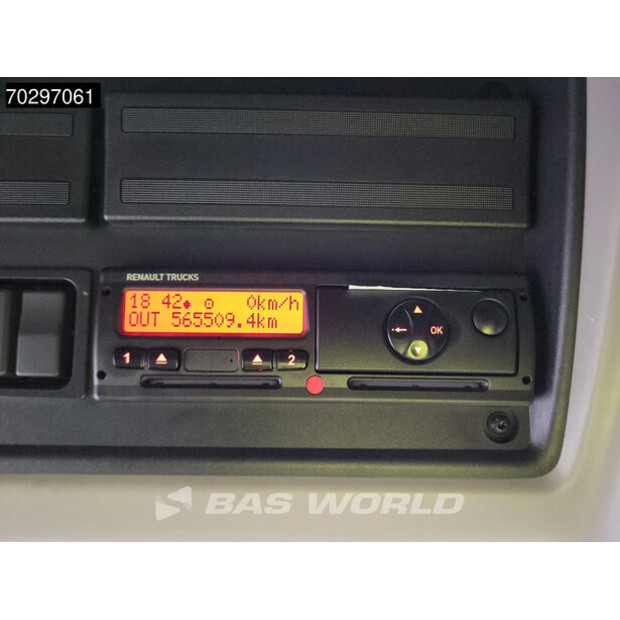 70297061
RENAULT TRUCKS
18 42 0km/h
OUT 565509.4km
OK
1 2
BAS WORLD